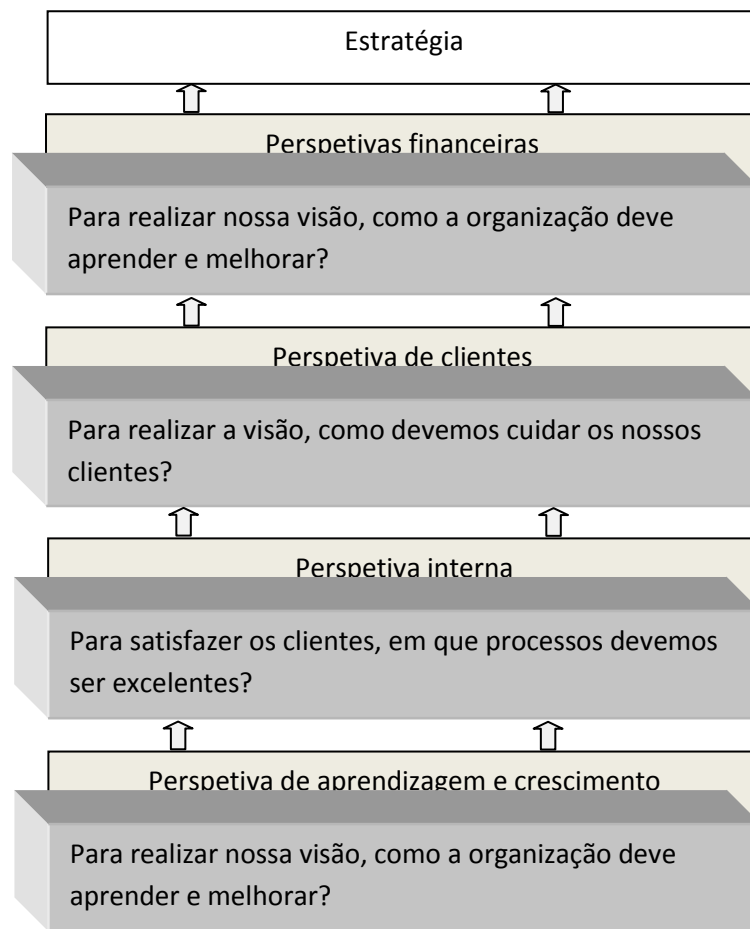 Estratégia
Perspetivas financeiras
Para realizar nossa visão, como a organização deve
aprender e melhorar?
Perspetiva de clientes
Para realizar a visão, como devemos cuidar os nossos
clientes?
Perspetiva interna
Para satisfazer os clientes, em que processos devemos
ser excelentes?
Perspetiva de aprendizagem e crescimento
Para realizar nossa visão, como a organização deve
aprender e melhorar?